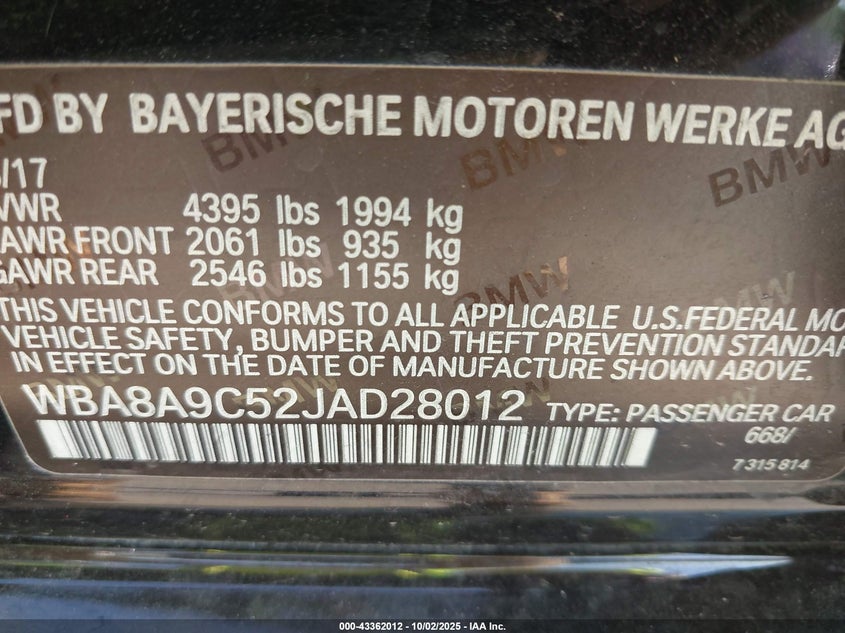 FD BY BAYERISCHE MOTOREN WERKE AG
/17
VWR 4395 lbs 1994 kg
AWR FRONT 2061 lbs 935 kg
GAWR REAR 2546 lbs 1155 kg
THIS VEHICLE CONFORMS TO ALL APPLICABLE U.S.FEDERAL MO
VEHICLE SAFETY, BUMPER AND THEFT PREVENTION STANDAR
IN EFFECT ON THE DATE OF MANUFACTURE SHOWN ABOVE.
WBA8A9C52JAD28012 TYPE: PASSENGER CAR
668/
7 315 814
000-43362012 - 10/02/2025 - IAA Inc.